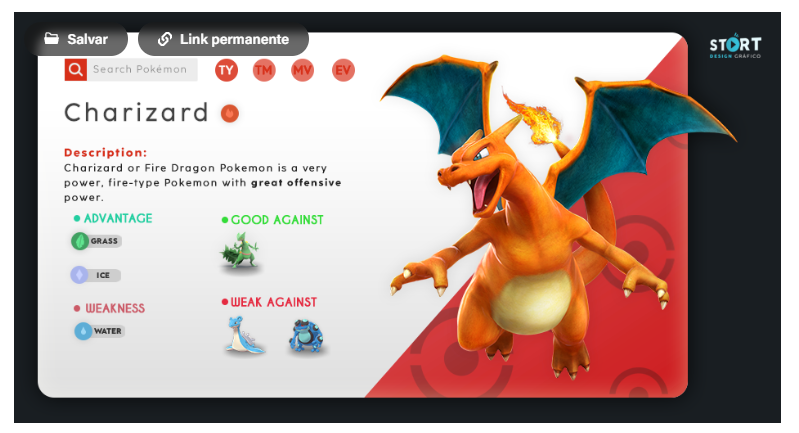 Salvar
Link permanente
START
DESIGN GRÁFICO
Search Pokémon
TY
TM
MV
EV
Charizard
Description:
Charizard or Fire Dragon Pokemon is a very
power, fire-type Pokemon with great offensive
power.
ADVANTAGE
GOOD AGAINST
GRASS
ICE
WEAKNESS
WEAK AGAINST
WATER